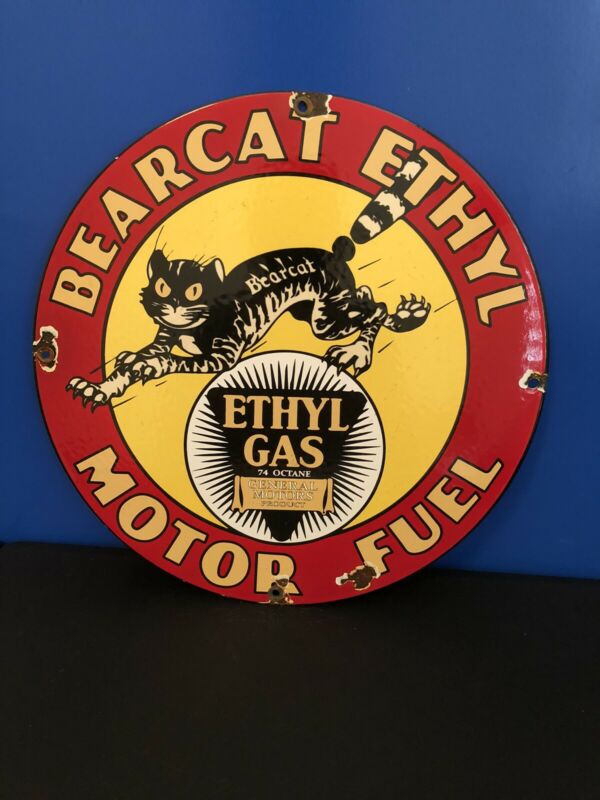 BEARCAT ETHYL
Bearcat
ETHYL
GAS
74 OCTANE
GENERAL
MOTORS
PRODUCT
MOTOR FUEL